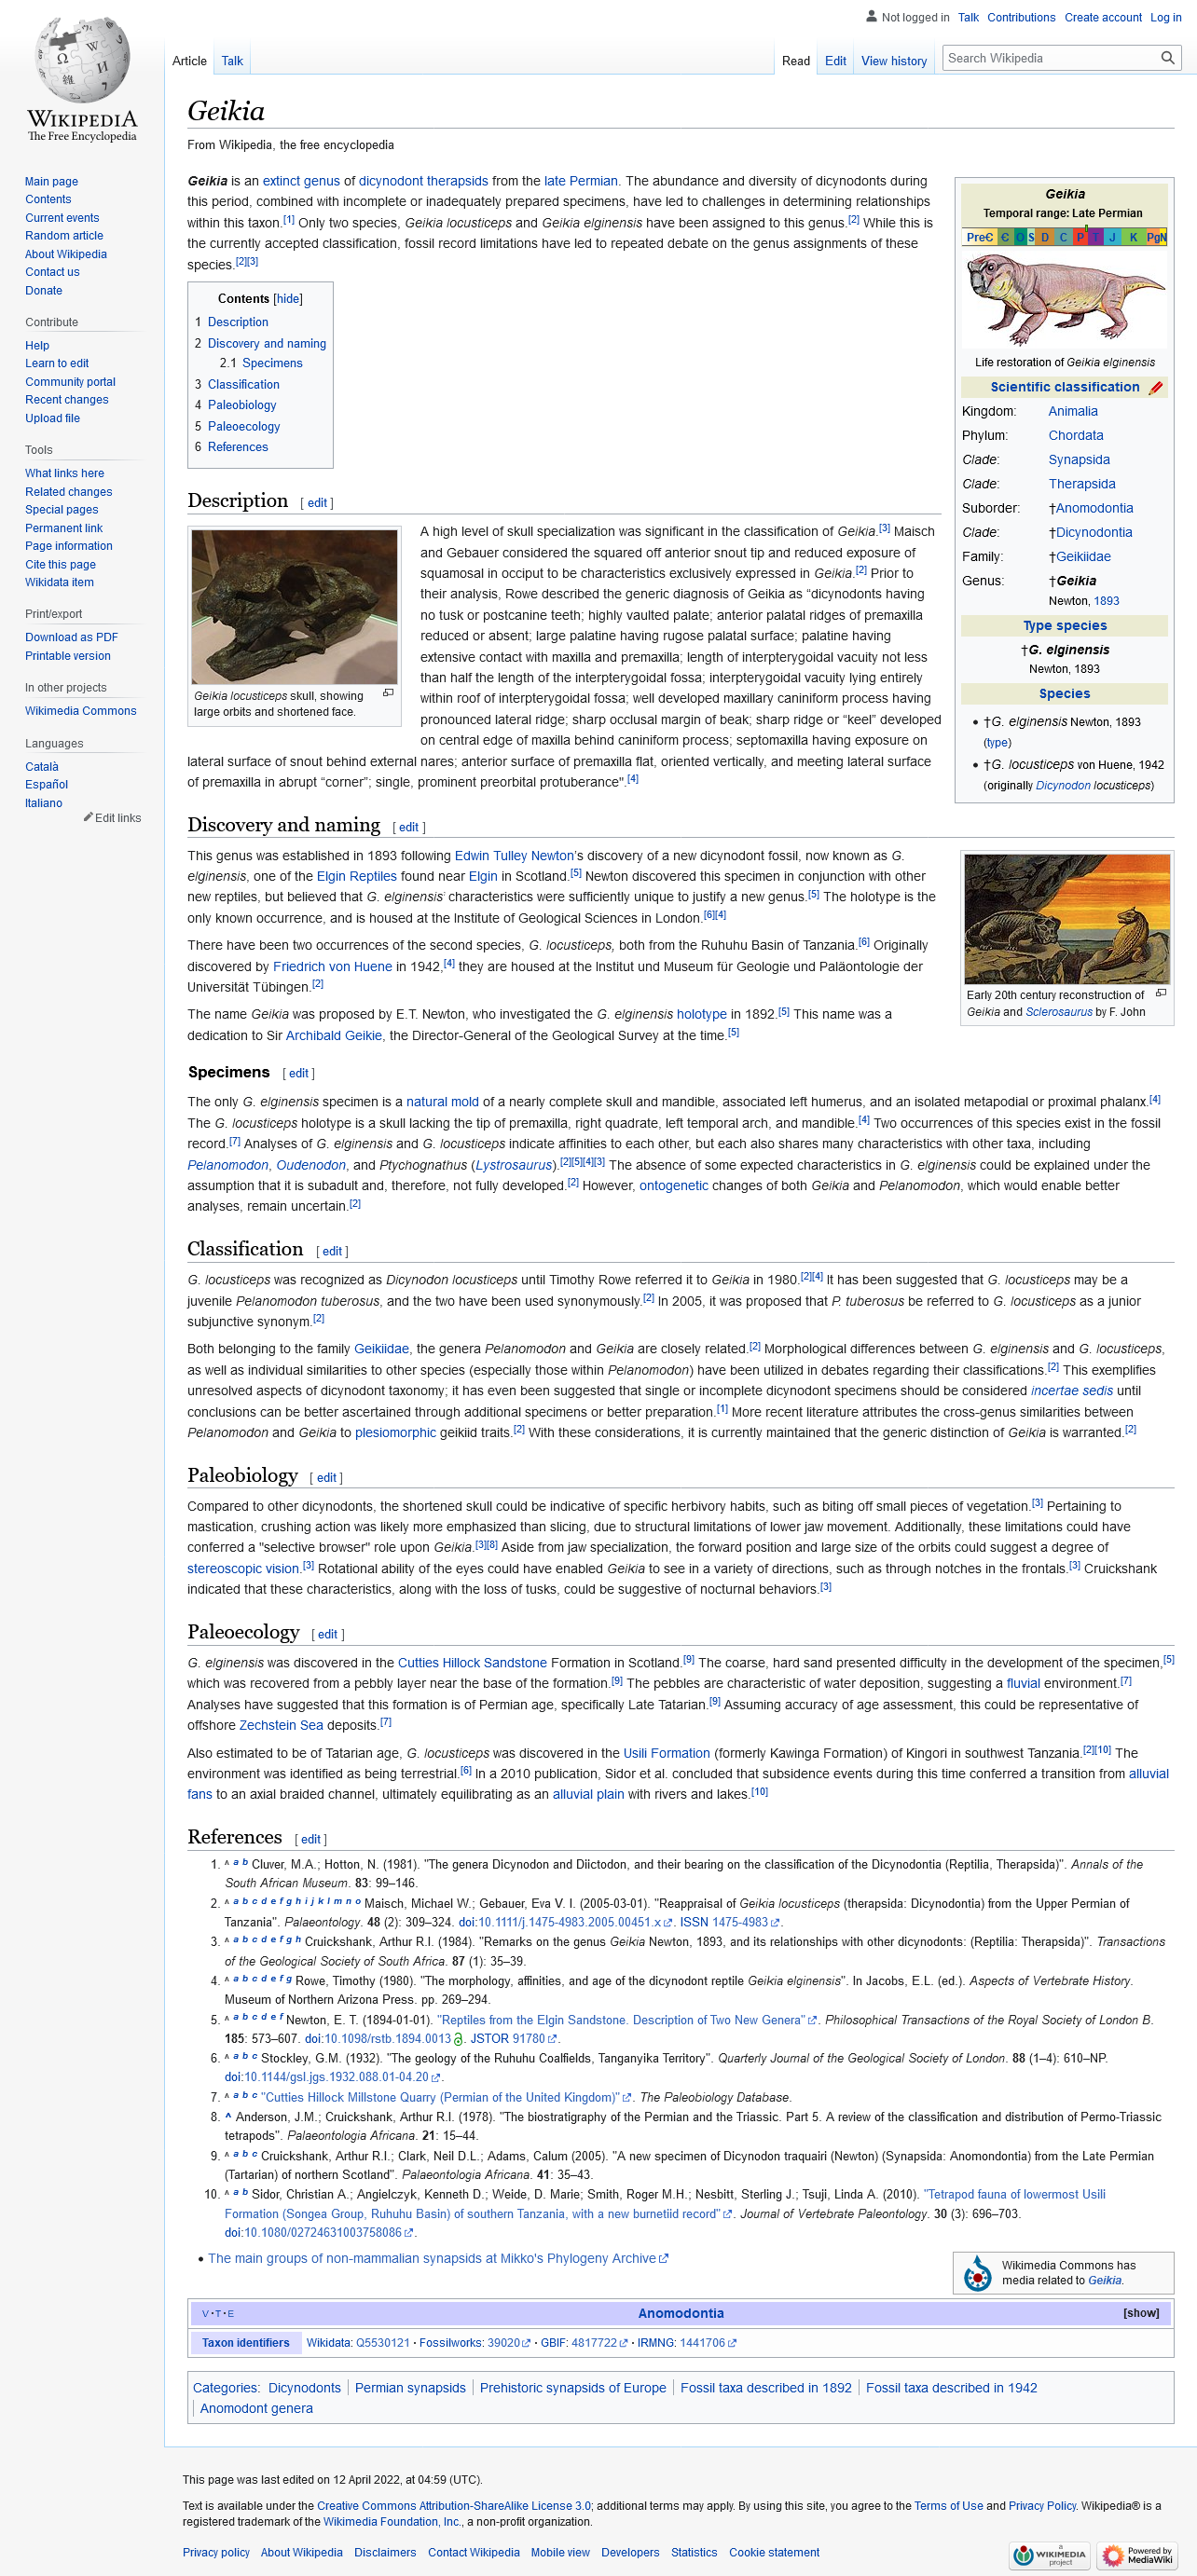 Not logged in Talk Contributions Create account Log in
Article Talk Read Edit View history Search Wikipedia
WIKIPEDIA
The Free Encyclopedia
Main page
Contents
Current events
Random article
About Wikipedia
Contact us
Donate
Contribute
Help
Learn to edit
Community portal
Recent changes
Upload file
Tools
What links here
Related changes
Special pages
Permanent link
Page information
Cite this page
Wikidata item
Print/export
Download as PDF
Printable version
In other projects
Wikimedia Commons
Languages
Català
Español
Italiano
Edit links
Geikia
From Wikipedia, the free encyclopedia
Geikia is an extinct genus of dicynodont therapsids from the late Permian. The abundance and diversity of dicynodonts during
this period, combined with incomplete or inadequately prepared specimens, have led to challenges in determining relationships
within this taxon.[1] Only two species, Geikia locusticeps and Geikia elginensis have been assigned to this genus.[2] While this is
the currently accepted classification, fossil record limitations have led to repeated debate on the genus assignments of these
species.[2][3]
Geikia
Temporal range: Late Permian
PreꞒ Ꞓ O S D C P T J K PgN
Life restoration of Geikia elginensis
Scientific classification
Kingdom: Animalia
Phylum: Chordata
Clade: Synapsida
Clade: Therapsida
Suborder: †Anomodontia
Clade: †Dicynodontia
Family: †Geikiidae
Genus: †Geikia
Newton, 1893
Type species
†G. elginensis
Newton, 1893
Species
• †G. elginensis Newton, 1893
(type)
• †G. locusticeps von Huene, 1942
(originally Dicynodon locusticeps)
Contents [hide]
1 Description
2 Discovery and naming
2.1 Specimens
3 Classification
4 Paleobiology
5 Paleoecology
6 References
Description [ edit ]
Geikia locusticeps skull, showing
large orbits and shortened face.
A high level of skull specialization was significant in the classification of Geikia.[3] Maisch
and Gebauer considered the squared off anterior snout tip and reduced exposure of
squamosal in occiput to be characteristics exclusively expressed in Geikia.[2] Prior to
their analysis, Rowe described the generic diagnosis of Geikia as “dicynodonts having
no tusk or postcanine teeth; highly vaulted palate; anterior palatal ridges of premaxilla
reduced or absent; large palatine having rugose palatal surface; palatine having
extensive contact with maxilla and premaxilla; length of interpterygoidal vacuity not less
than half the length of the interpterygoidal fossa; interpterygoidal vacuity lying entirely
within roof of interpterygoidal fossa; well developed maxillary caniniform process having
pronounced lateral ridge; sharp occlusal margin of beak; sharp ridge or “keel” developed
on central edge of maxilla behind caniniform process; septomaxilla having exposure on
lateral surface of snout behind external nares; anterior surface of premaxilla flat, oriented vertically, and meeting lateral surface
of premaxilla in abrupt “corner”; single, prominent preorbital protuberance".[4]
Discovery and naming [ edit ]
This genus was established in 1893 following Edwin Tulley Newton's discovery of a new dicynodont fossil, now known as G.
elginensis, one of the Elgin Reptiles found near Elgin in Scotland.[5] Newton discovered this specimen in conjunction with other
new reptiles, but believed that G. elginensis' characteristics were sufficiently unique to justify a new genus.[5] The holotype is the
only known occurrence, and is housed at the Institute of Geological Sciences in London.[6][4]
Early 20th century reconstruction of
Geikia and Sclerosaurus by F. John
There have been two occurrences of the second species, G. locusticeps, both from the Ruhuhu Basin of Tanzania.[6] Originally
discovered by Friedrich von Huene in 1942,[4] they are housed at the Institut und Museum für Geologie und Paläontologie der
Universität Tübingen.[2]
The name Geikia was proposed by E.T. Newton, who investigated the G. elginensis holotype in 1892.[5] This name was a
dedication to Sir Archibald Geikie, the Director-General of the Geological Survey at the time.[5]
Specimens [ edit ]
The only G. elginensis specimen is a natural mold of a nearly complete skull and mandible, associated left humerus, and an isolated metapodial or proximal phalanx.[4]
The G. locusticeps holotype is a skull lacking the tip of premaxilla, right quadrate, left temporal arch, and mandible.[4] Two occurrences of this species exist in the fossil
record.[7] Analyses of G. elginensis and G. locusticeps indicate affinities to each other, but each also shares many characteristics with other taxa, including
Pelanomodon, Oudenodon, and Ptychognathus (Lystrosaurus).[2][5][4][3] The absence of some expected characteristics in G. elginensis could be explained under the
assumption that it is subadult and, therefore, not fully developed.[2] However, ontogenetic changes of both Geikia and Pelanomodon, which would enable better
analyses, remain uncertain.[2]
Classification [ edit ]
G. locusticeps was recognized as Dicynodon locusticeps until Timothy Rowe referred it to Geikia in 1980.[2][4] It has been suggested that G. locusticeps may be a
juvenile Pelanomodon tuberosus, and the two have been used synonymously.[2] In 2005, it was proposed that P. tuberosus be referred to G. locusticeps as a junior
subjunctive synonym.[2]
Both belonging to the family Geikiidae, the genera Pelanomodon and Geikia are closely related.[2] Morphological differences between G. elginensis and G. locusticeps,
as well as individual similarities to other species (especially those within Pelanomodon) have been utilized in debates regarding their classifications.[2] This exemplifies
unresolved aspects of dicynodont taxonomy; it has even been suggested that single or incomplete dicynodont specimens should be considered incertae sedis until
conclusions can be better ascertained through additional specimens or better preparation.[1] More recent literature attributes the cross-genus similarities between
Pelanomodon and Geikia to plesiomorphic geikiid traits.[2] With these considerations, it is currently maintained that the generic distinction of Geikia is warranted.[2]
Paleobiology [ edit ]
Compared to other dicynodonts, the shortened skull could be indicative of specific herbivory habits, such as biting off small pieces of vegetation.[3] Pertaining to
mastication, crushing action was likely more emphasized than slicing, due to structural limitations of lower jaw movement. Additionally, these limitations could have
conferred a "selective browser" role upon Geikia.[3][8] Aside from jaw specialization, the forward position and large size of the orbits could suggest a degree of
stereoscopic vision.[3] Rotational ability of the eyes could have enabled Geikia to see in a variety of directions, such as through notches in the frontals.[3] Cruickshank
indicated that these characteristics, along with the loss of tusks, could be suggestive of nocturnal behaviors.[3]
Paleoecology [ edit ]
G. elginensis was discovered in the Cutties Hillock Sandstone Formation in Scotland.[9] The coarse, hard sand presented difficulty in the development of the specimen,[5]
which was recovered from a pebbly layer near the base of the formation.[9] The pebbles are characteristic of water deposition, suggesting a fluvial environment.[7]
Analyses have suggested that this formation is of Permian age, specifically Late Tatarian.[9] Assuming accuracy of age assessment, this could be representative of
offshore Zechstein Sea deposits.[7]
Also estimated to be of Tatarian age, G. locusticeps was discovered in the Usili Formation (formerly Kawinga Formation) of Kingori in southwest Tanzania.[2][10] The
environment was identified as being terrestrial.[6] In a 2010 publication, Sidor et al. concluded that subsidence events during this time conferred a transition from alluvial
fans to an axial braided channel, ultimately equilibrating as an alluvial plain with rivers and lakes.[10]
References [ edit ]
1. ^ a b Cluver, M.A.; Hotton, N. (1981). "The genera Dicynodon and Diictodon, and their bearing on the classification of the Dicynodontia (Reptilia, Therapsida)". Annals of the
South African Museum. 83: 99–146.
2. ^ a b c d e f g h i j k l m n o Maisch, Michael W.; Gebauer, Eva V. I. (2005-03-01). "Reappraisal of Geikia locusticeps (therapsida: Dicynodontia) from the Upper Permian of
Tanzania". Palaeontology. 48 (2): 309–324. doi:10.1111/j.1475-4983.2005.00451.x. ISSN 1475-4983.
3. ^ a b c d e f g h Cruickshank, Arthur R.I. (1984). "Remarks on the genus Geikia Newton, 1893, and its relationships with other dicynodonts: (Reptilia: Therapsida)". Transactions
of the Geological Society of South Africa. 87 (1): 35–39.
4. ^ a b c d e f g Rowe, Timothy (1980). "The morphology, affinities, and age of the dicynodont reptile Geikia elginensis". In Jacobs, E.L. (ed.). Aspects of Vertebrate History.
Museum of Northern Arizona Press. pp. 269–294.
5. ^ a b c d e f Newton, E. T. (1894-01-01). "Reptiles from the Elgin Sandstone. Description of Two New Genera". Philosophical Transactions of the Royal Society of London B.
185: 573–607. doi:10.1098/rstb.1894.0013. JSTOR 91780.
6. ^ a b c Stockley, G.M. (1932). "The geology of the Ruhuhu Coalfields, Tanganyika Territory". Quarterly Journal of the Geological Society of London. 88 (1–4): 610–NP.
doi:10.1144/gsl.jgs.1932.088.01-04.20.
7. ^ a b c "Cutties Hillock Millstone Quarry (Permian of the United Kingdom)". The Paleobiology Database.
8. ^ Anderson, J.M.; Cruickshank, Arthur R.I. (1978). "The biostratigraphy of the Permian and the Triassic. Part 5. A review of the classification and distribution of Permo-Triassic
tetrapods". Palaeontologia Africana. 21: 15–44.
9. ^ a b c Cruickshank, Arthur R.I.; Clark, Neil D.L.; Adams, Calum (2005). "A new specimen of Dicynodon traquairi (Newton) (Synapsida: Anomondontia) from the Late Permian
(Tartarian) of northern Scotland". Palaeontologia Africana. 41: 35–43.
10. ^ a b Sidor, Christian A.; Angielczyk, Kenneth D.; Weide, D. Marie; Smith, Roger M.H.; Nesbitt, Sterling J.; Tsuji, Linda A. (2010). "Tetrapod fauna of lowermost Usili
Formation (Songea Group, Ruhuhu Basin) of southern Tanzania, with a new burnetiid record". Journal of Vertebrate Paleontology. 30 (3): 696–703.
doi:10.1080/02724631003758086.
• The main groups of non-mammalian synapsids at Mikko's Phylogeny Archive
Wikimedia Commons has
media related to Geikia.
V · T · E Anomodontia [show]
Taxon identifiers Wikidata: Q5530121 · Fossilworks: 39020 · GBIF: 4817722 · IRMNG: 1441706
Categories: Dicynodonts | Permian synapsids | Prehistoric synapsids of Europe | Fossil taxa described in 1892 | Fossil taxa described in 1942
| Anomodont genera
This page was last edited on 12 April 2022, at 04:59 (UTC).
Text is available under the Creative Commons Attribution-ShareAlike License 3.0; additional terms may apply. By using this site, you agree to the Terms of Use and Privacy Policy. Wikipedia® is a
registered trademark of the Wikimedia Foundation, Inc., a non-profit organization.
Privacy policy About Wikipedia Disclaimers Contact Wikipedia Mobile view Developers Statistics Cookie statement
a WIKIMEDIA project
Powered by MediaWiki